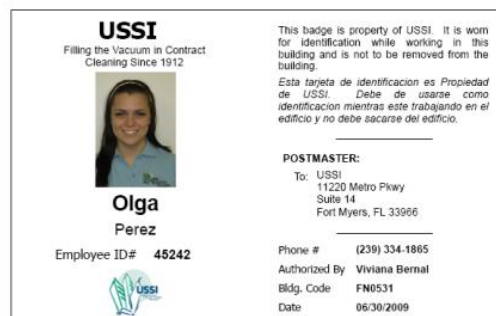 USSI
Filling the Vacuum in Contract
Cleaning Since 1912
Olga
Perez
Employee ID# 45242
USSI
This badge is property of USSI. It is worn
for identification while working in this
building and is not to be removed from the
building.
Esta tarjeta de identificacion es Propiedad
de USSI. Debe de usarse como
identificacion mientras este trabajando en el
edificio y no debe sacarse del edificio.
POSTMASTER:
To: USSI
11220 Metro Pkwy
Suite 14
Fort Myers, FL 33966
Phone # (239) 334-1865
Authorized By Viviana Bernal
Bldg. Code FN0531
Date 06/30/2009